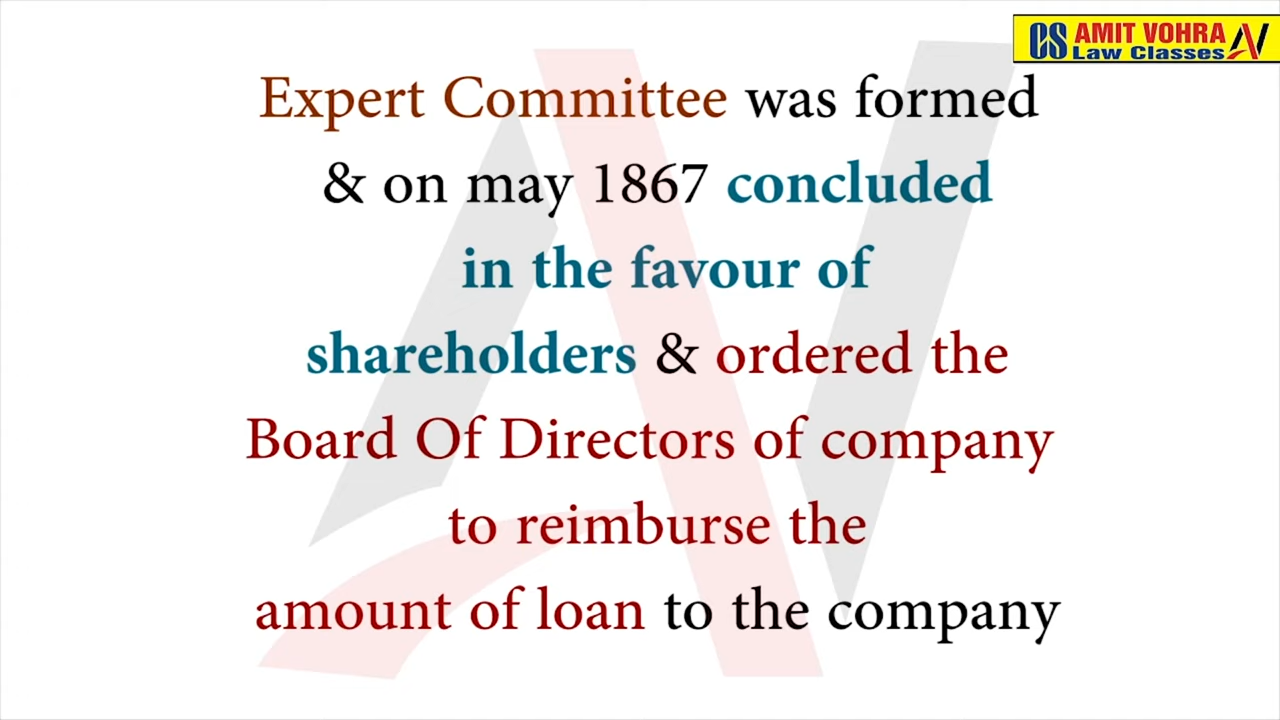 CS AMIT VOHRA
Law Classes AV
Expert Committee was formed
& on may 1867 concluded
in the favour of
shareholders & ordered the
Board Of Directors of company
to reimburse the
amount of loan to the company